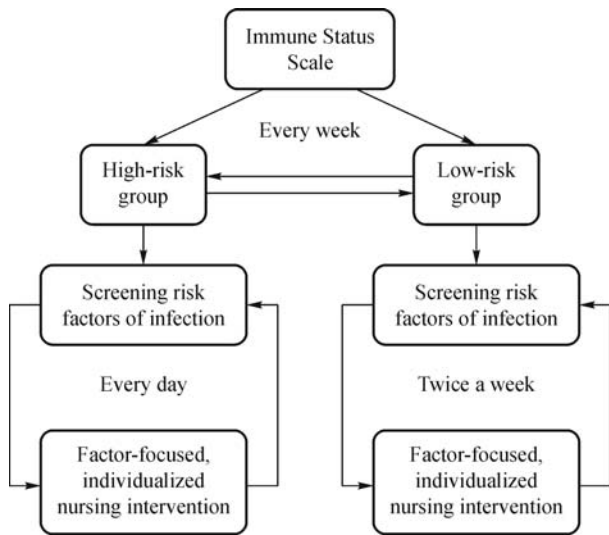 Immune Status
Scale
Every week
High-risk
group
Low-risk
group
Screening risk
factors of infection
Screening risk
factors of infection
Every day
Twice a week
Factor-focused,
individualized
nursing intervention
Factor-focused,
individualized
nursing intervention